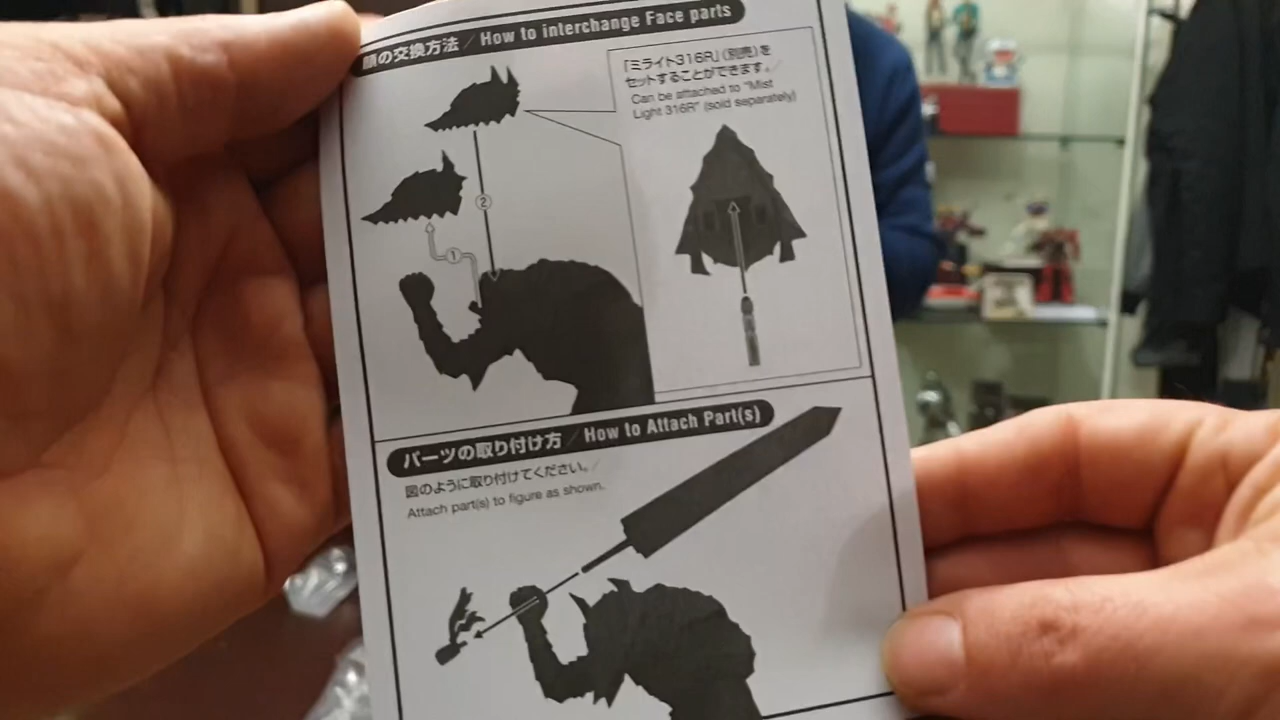 顔の交換方法／How to interchange Face parts
「ミライト316R」（別売）を
セットすることができます。／
Can be attached to "Mist
Light 316R" (sold separately)
②
①
パーツの取り付け方／How to Attach Part(s)
図のように取り付けてください。／
Attach part(s) to figure as shown.